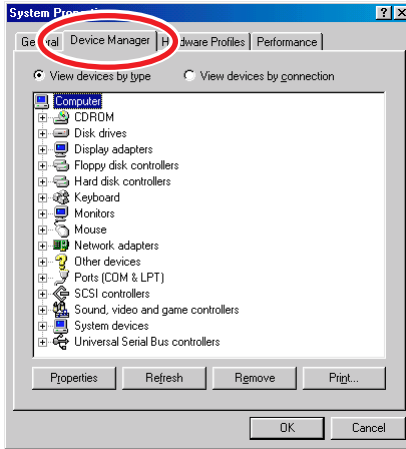 System Prope
General Device Manager Hardware Profiles Performance
View devices by type View devices by connection
Computer
CDROM
Disk drives
Display adapters
Floppy disk controllers
Hard disk controllers
Keyboard
Monitors
Mouse
Network adapters
Other devices
Ports (COM & LPT)
SCSI controllers
Sound, video and game controllers
System devices
Universal Serial Bus controllers
Properties Refresh Remove Print...
OK Cancel